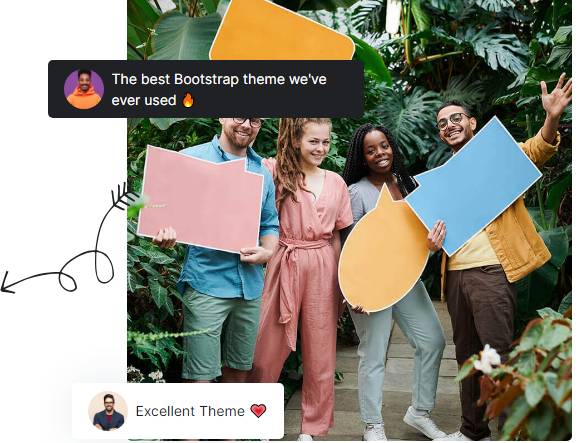 The best Bootstrap theme we've
ever used 🔥
Excellent Theme 💗